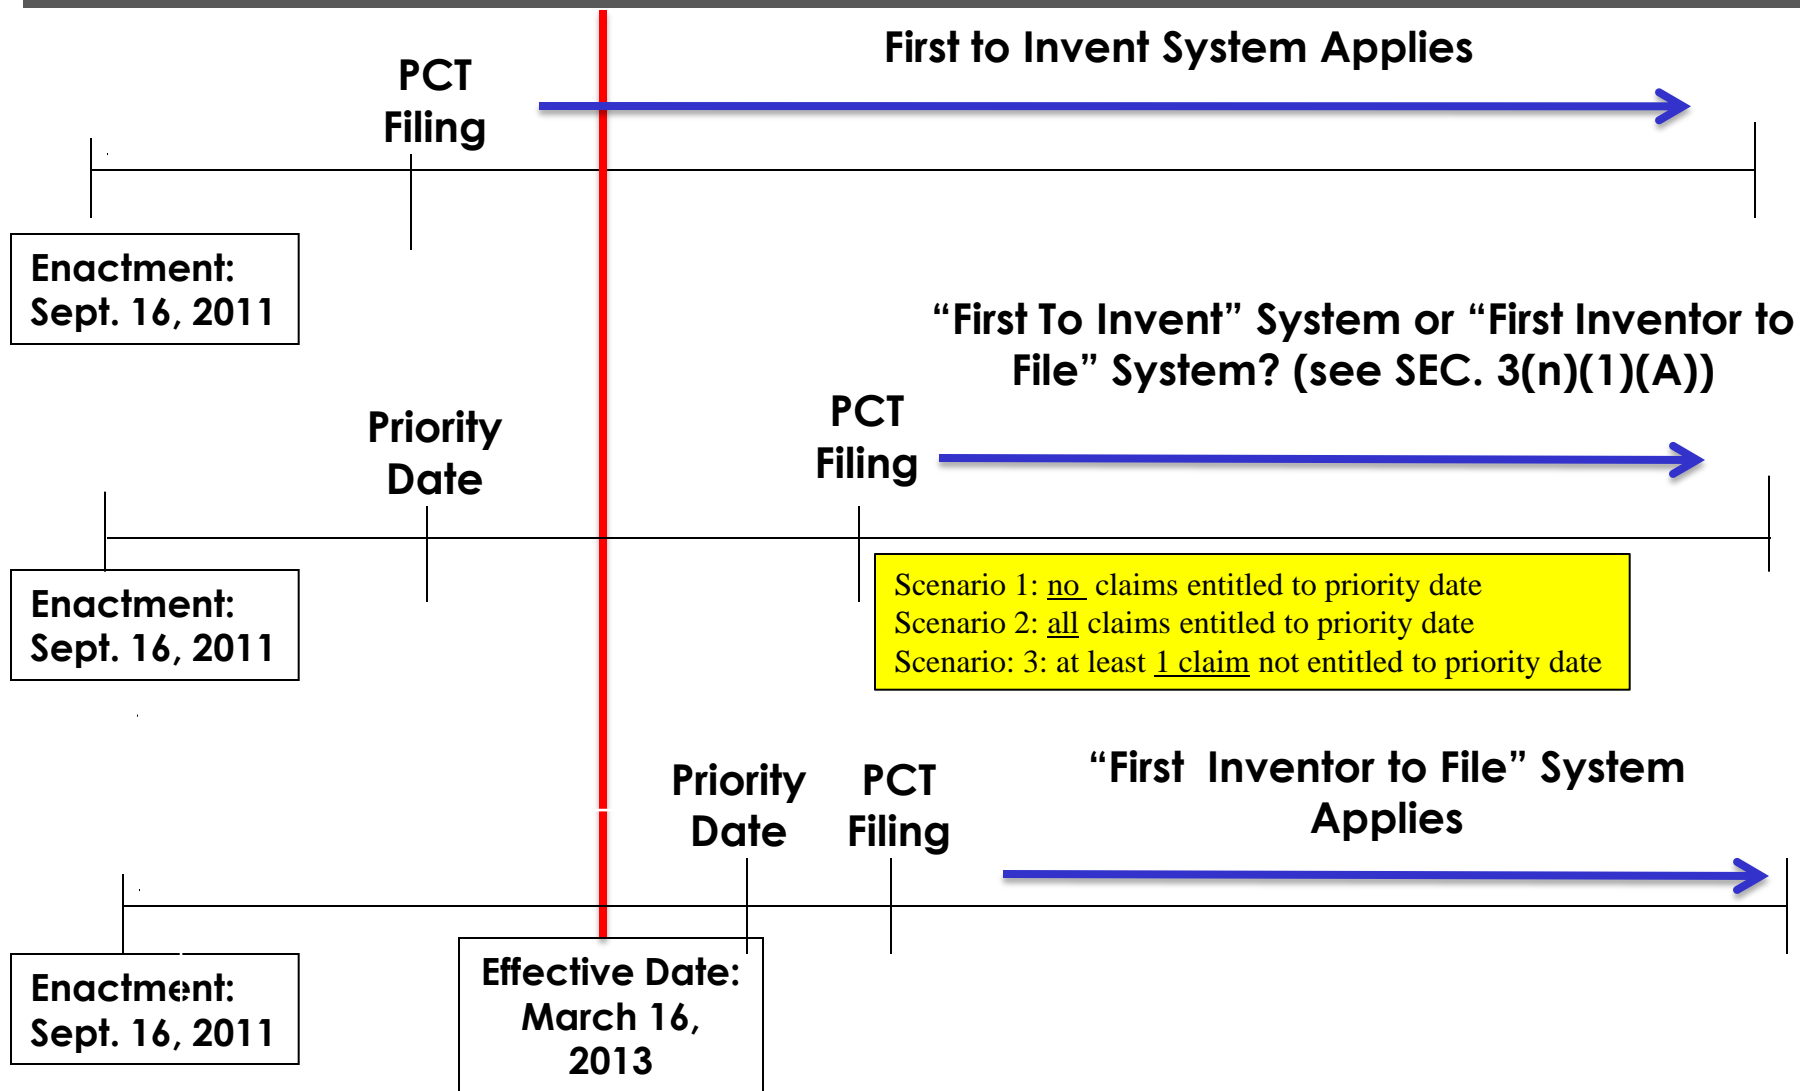 First to Invent System Applies
PCT
Filing
Enactment:
Sept. 16, 2011
“First To Invent” System or “First Inventor to
File” System? (see SEC. 3(n)(1)(A))
Priority
Date
PCT
Filing
Enactment:
Sept. 16, 2011
Scenario 1: no claims entitled to priority date
Scenario 2: all claims entitled to priority date
Scenario: 3: at least 1 claim not entitled to priority date
Priority
Date
PCT
Filing
“First Inventor to File” System
Applies
Enactment:
Sept. 16, 2011
Effective Date:
March 16,
2013